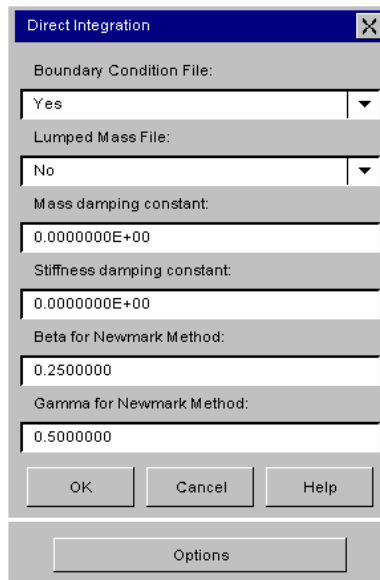 Direct Integration
Boundary Condition File:
Yes
Lumped Mass File:
No
Mass damping constant:
0.0000000E+00
Stiffness damping constant:
0.0000000E+00
Beta for Newmark Method:
0.2500000
Gamma for Newmark Method:
0.5000000
OK Cancel Help
Options